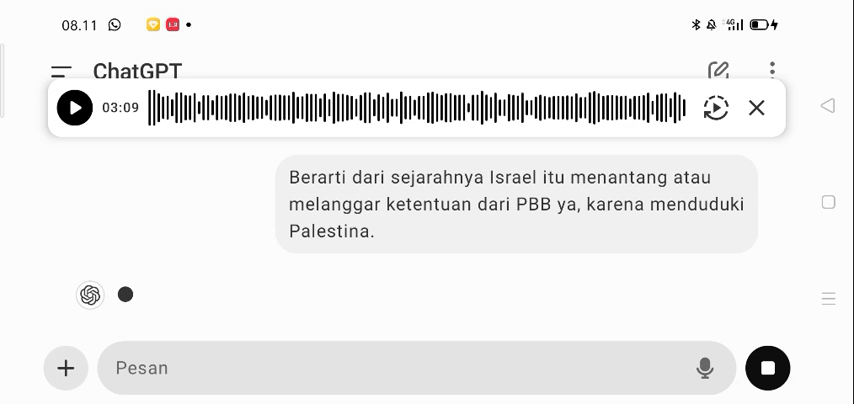 08.11
ChatGPT
03:09
Berarti dari sejarahnya Israel itu menantang atau
melanggar ketentuan dari PBB ya, karena menduduki
Palestina.
Pesan